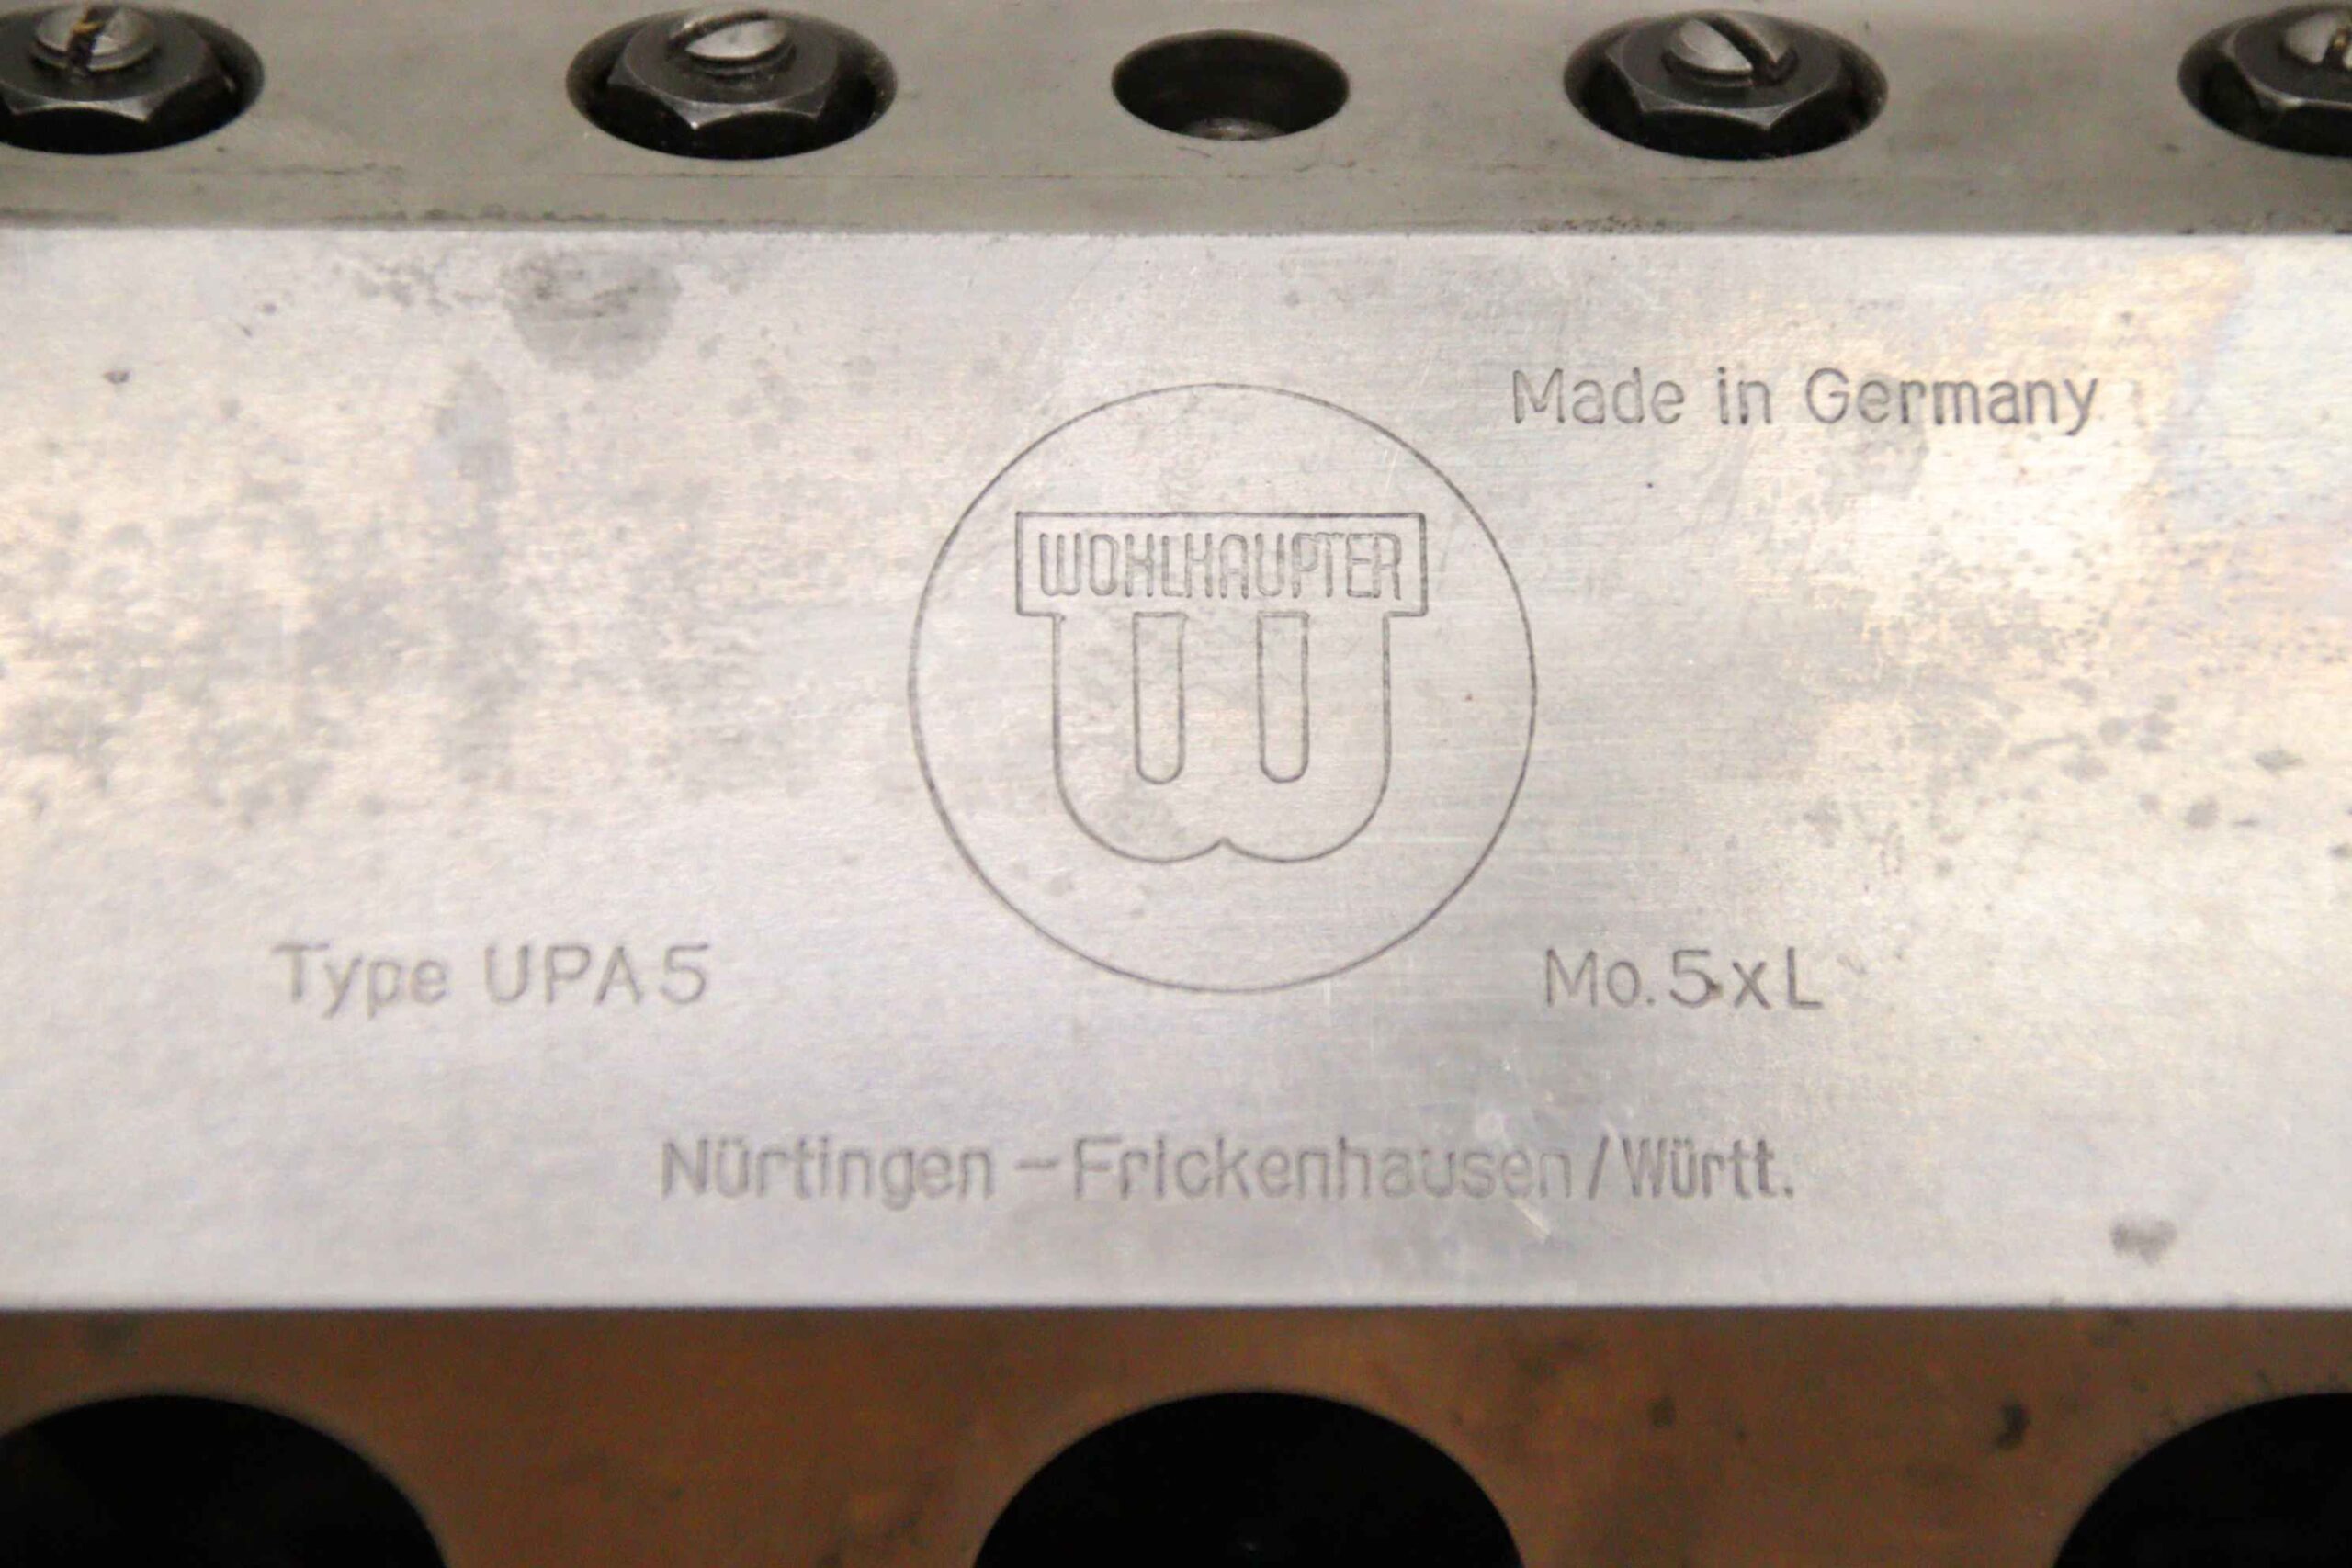 Made in Germany
WOHLHAUPTER
Type UPA5
Mo. 5xL
Nürtingen – Frickenhausen/Württ.